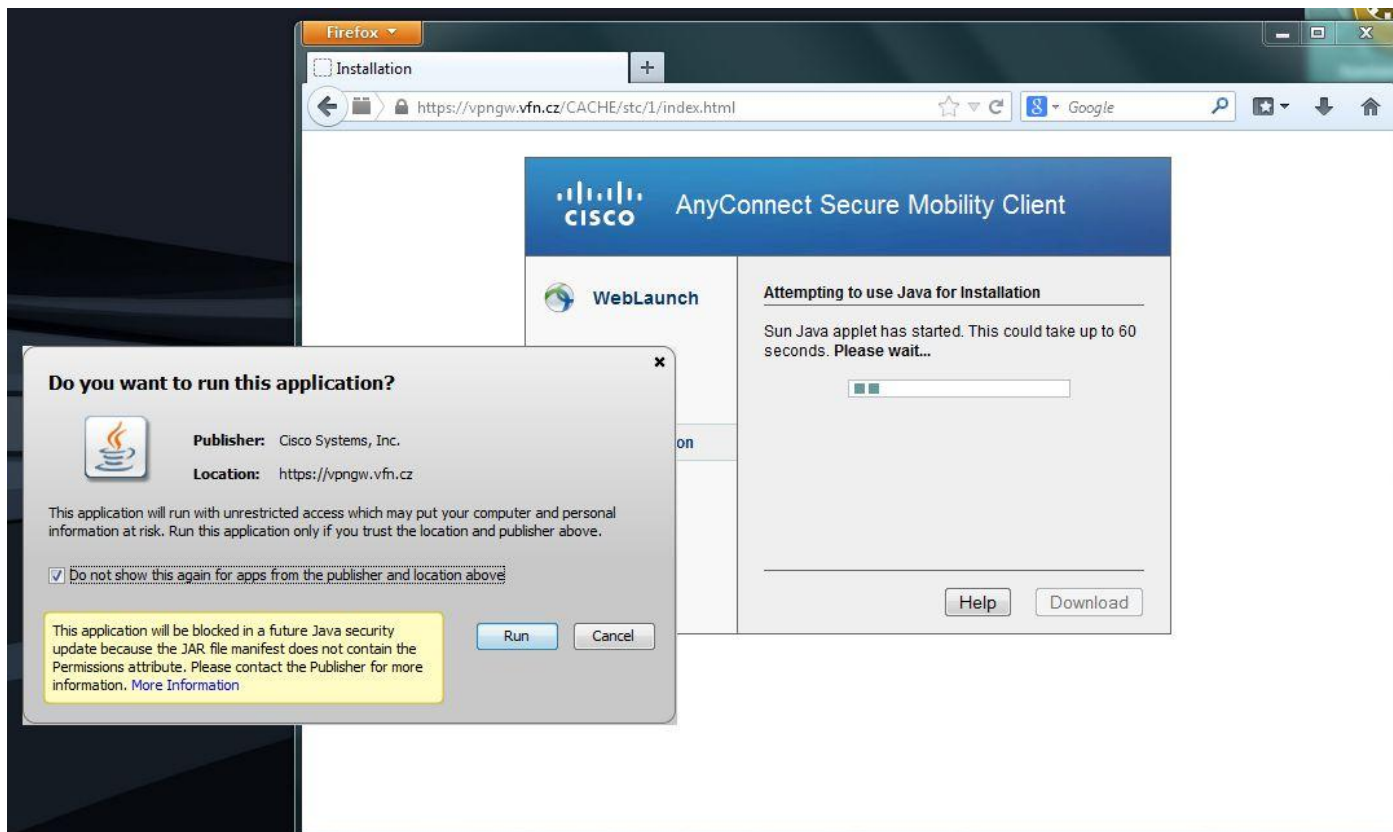 Firefox
Installation
https://vpngw.vfn.cz/CACHE/stc/1/index.html
Google
CISCO
AnyConnect Secure Mobility Client
WebLaunch
Attempting to use Java for Installation
Sun Java applet has started. This could take up to 60
seconds. Please wait...
on
Help
Download
Do you want to run this application?
Publisher: Cisco Systems, Inc.
Location: https://vpngw.vfn.cz
This application will run with unrestricted access which may put your computer and personal
information at risk. Run this application only if you trust the location and publisher above.
Do not show this again for apps from the publisher and location above
This application will be blocked in a future Java security
update because the JAR file manifest does not contain the
Permissions attribute. Please contact the Publisher for more
information. More Information
Run
Cancel